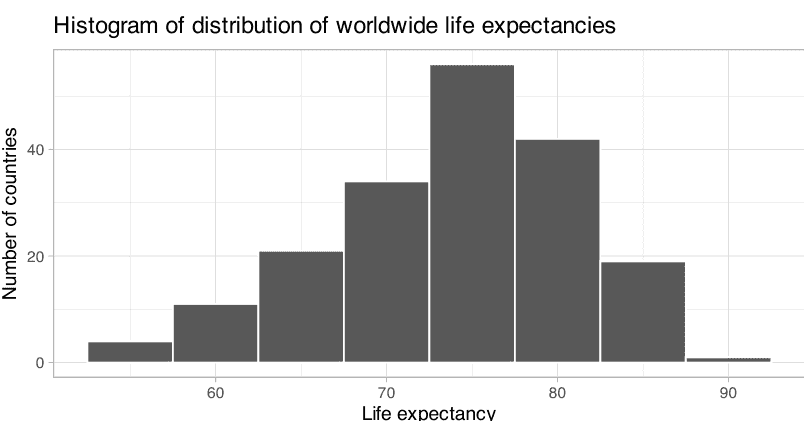 Histogram of distribution of worldwide life expectancies
Number of countries
40
20
0
60 70 80 90
Life expectancy